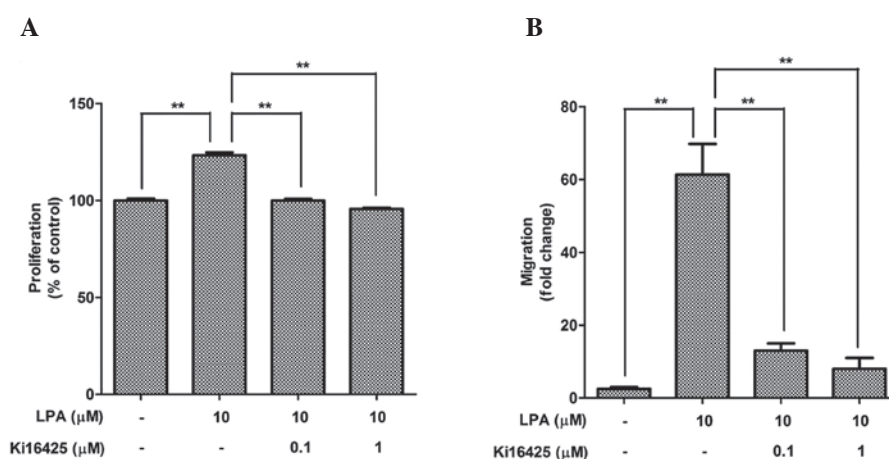 A
**
**
**
150
100
50
0
Proliferation
(% of control)
LPA (μM) - 10 10 10
Ki16425 (μM) - - 0.1 1
B
**
**
**
80
60
40
20
0
Migration
(fold change)
LPA (μM) - 10 10 10
Ki16425 (μM) - - 0.1 1